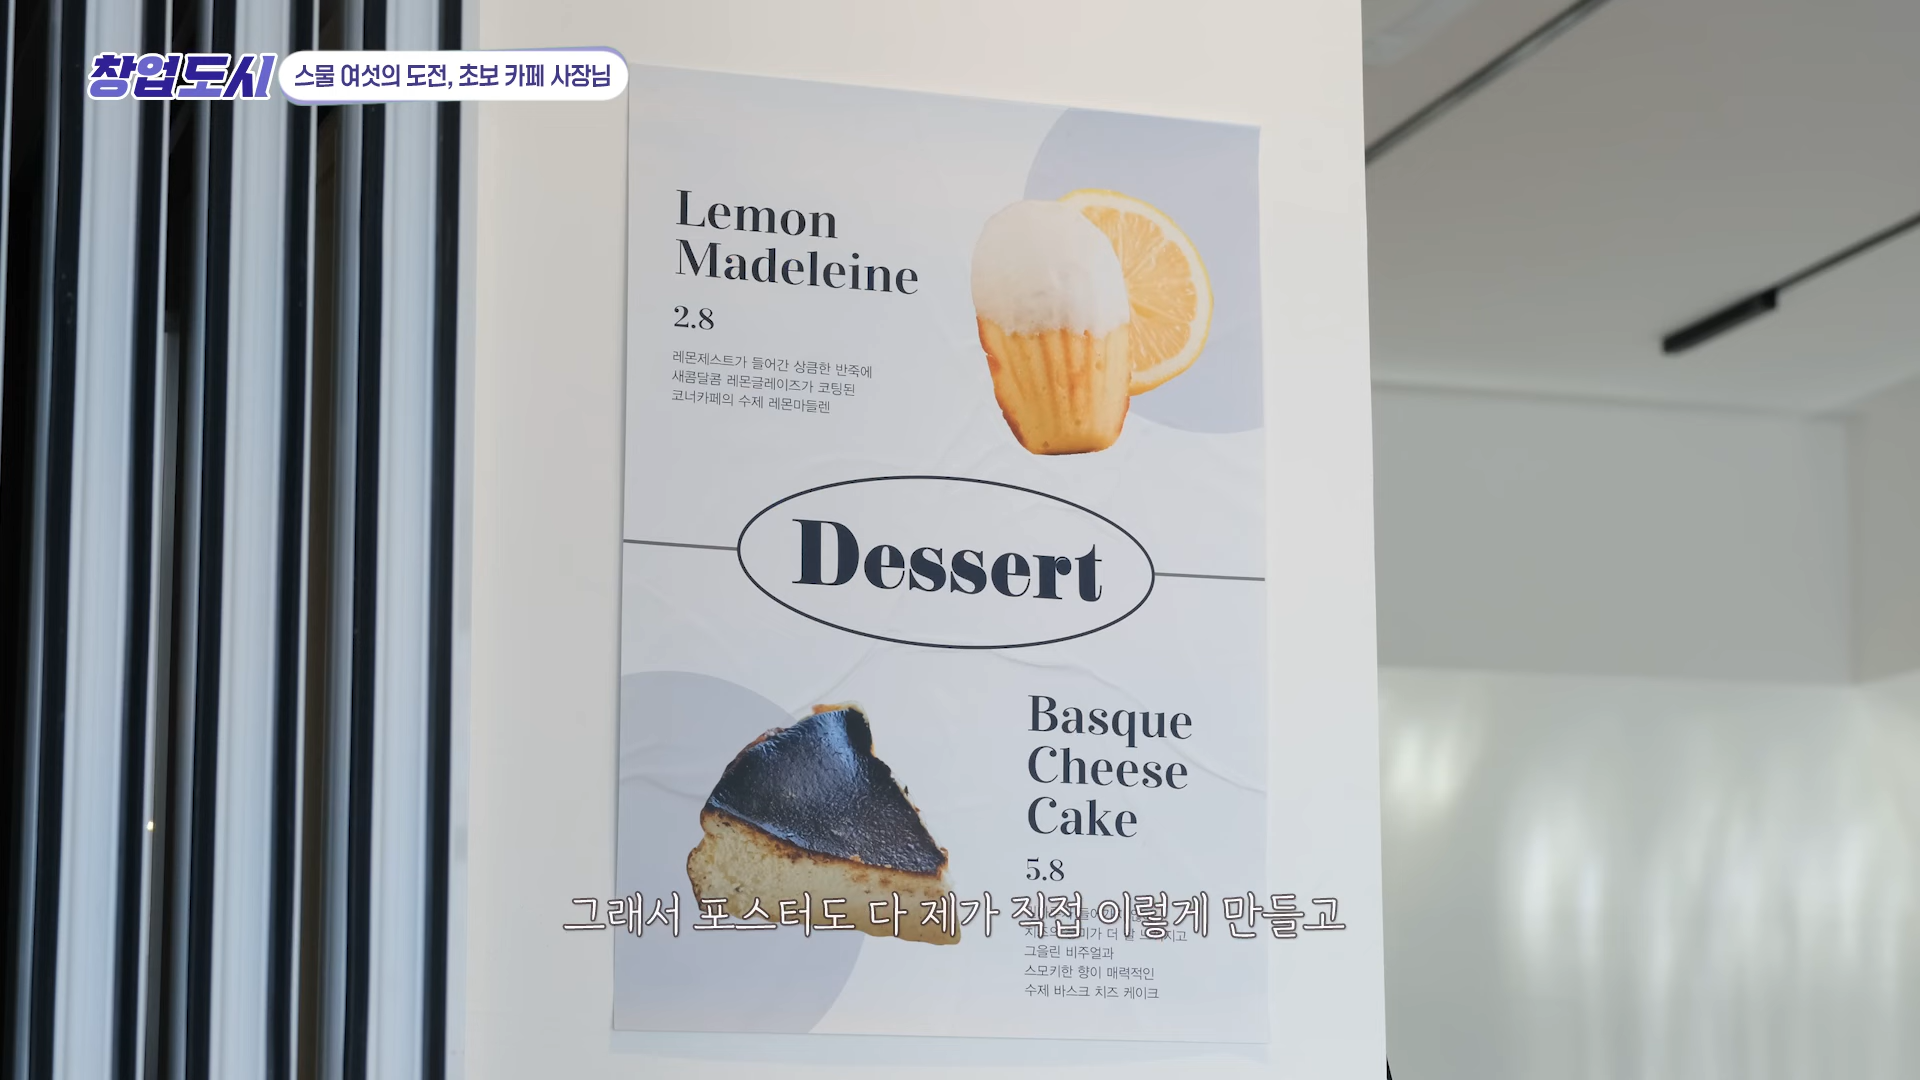 창업도시
스물 여섯의 도전, 초보 카페 사장님
Lemon
Madeleine
2.8
레몬제스트가 들어간 상큼한 반죽에
새콤달콤 레몬글레이즈가 코팅된
코너카페의 수제 레몬마들렌
Dessert
Basque
Cheese
Cake
5.8
그래서 포스터도 다 제가 직접 이렇게 만들고
그을린 비주얼과
스모키한 향이 매력적인
수제 바스크 치즈 케이크